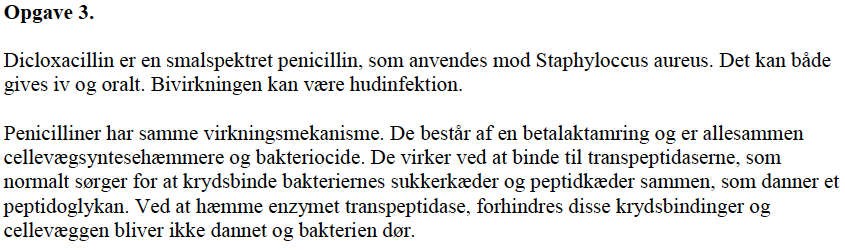 Opgave 3.
Dicloxacillin er en smalspektret penicillin, som anvendes mod Staphyloccus aureus. Det kan både
gives iv og oralt. Bivirkningen kan være hudinfektion.
Penicilliner har samme virkningsmekanisme. De består af en betalaktamring og er allesammen
cellevægsyntesehæmmere og bakteriocide. De virker ved at binde til transpeptidaserne, som
normalt sørger for at krydsbinde bakteriernes sukkerkæder og peptidkæder sammen, som danner et
peptidoglykan. Ved at hæmme enzymet transpeptidase, forhindres disse krydsbindinger og
cellevæggen bliver ikke dannet og bakterien dør.